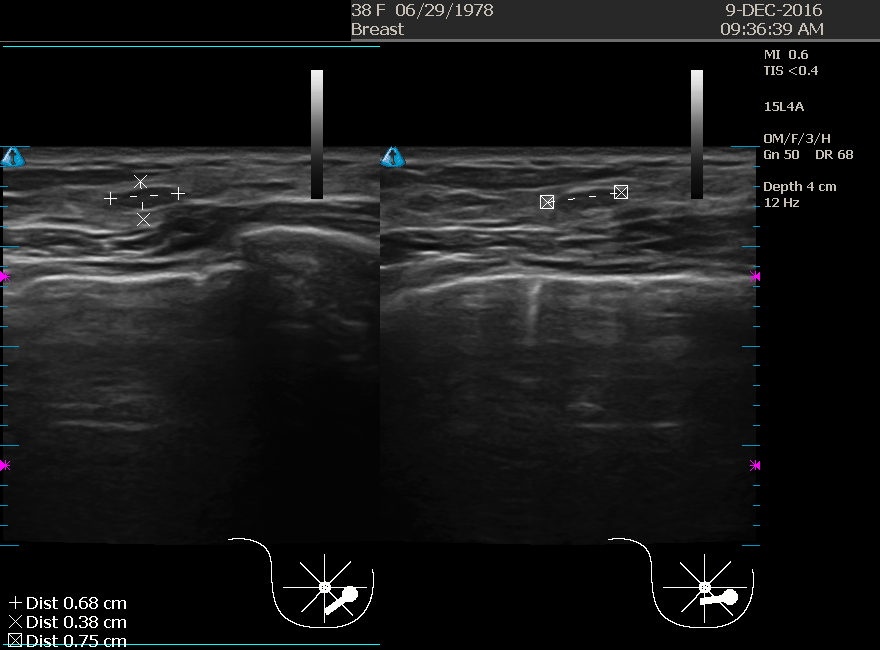 38 F 06/29/1978
9-DEC-2016
Breast
09:36:39 AM
MI 0.6
TIS <0.4
15L4A
OM/F/3/H
Gn 50 DR 68
Depth 4 cm
12 Hz
Dist 0.68 cm
Dist 0.38 cm
Dist 0.75 cm